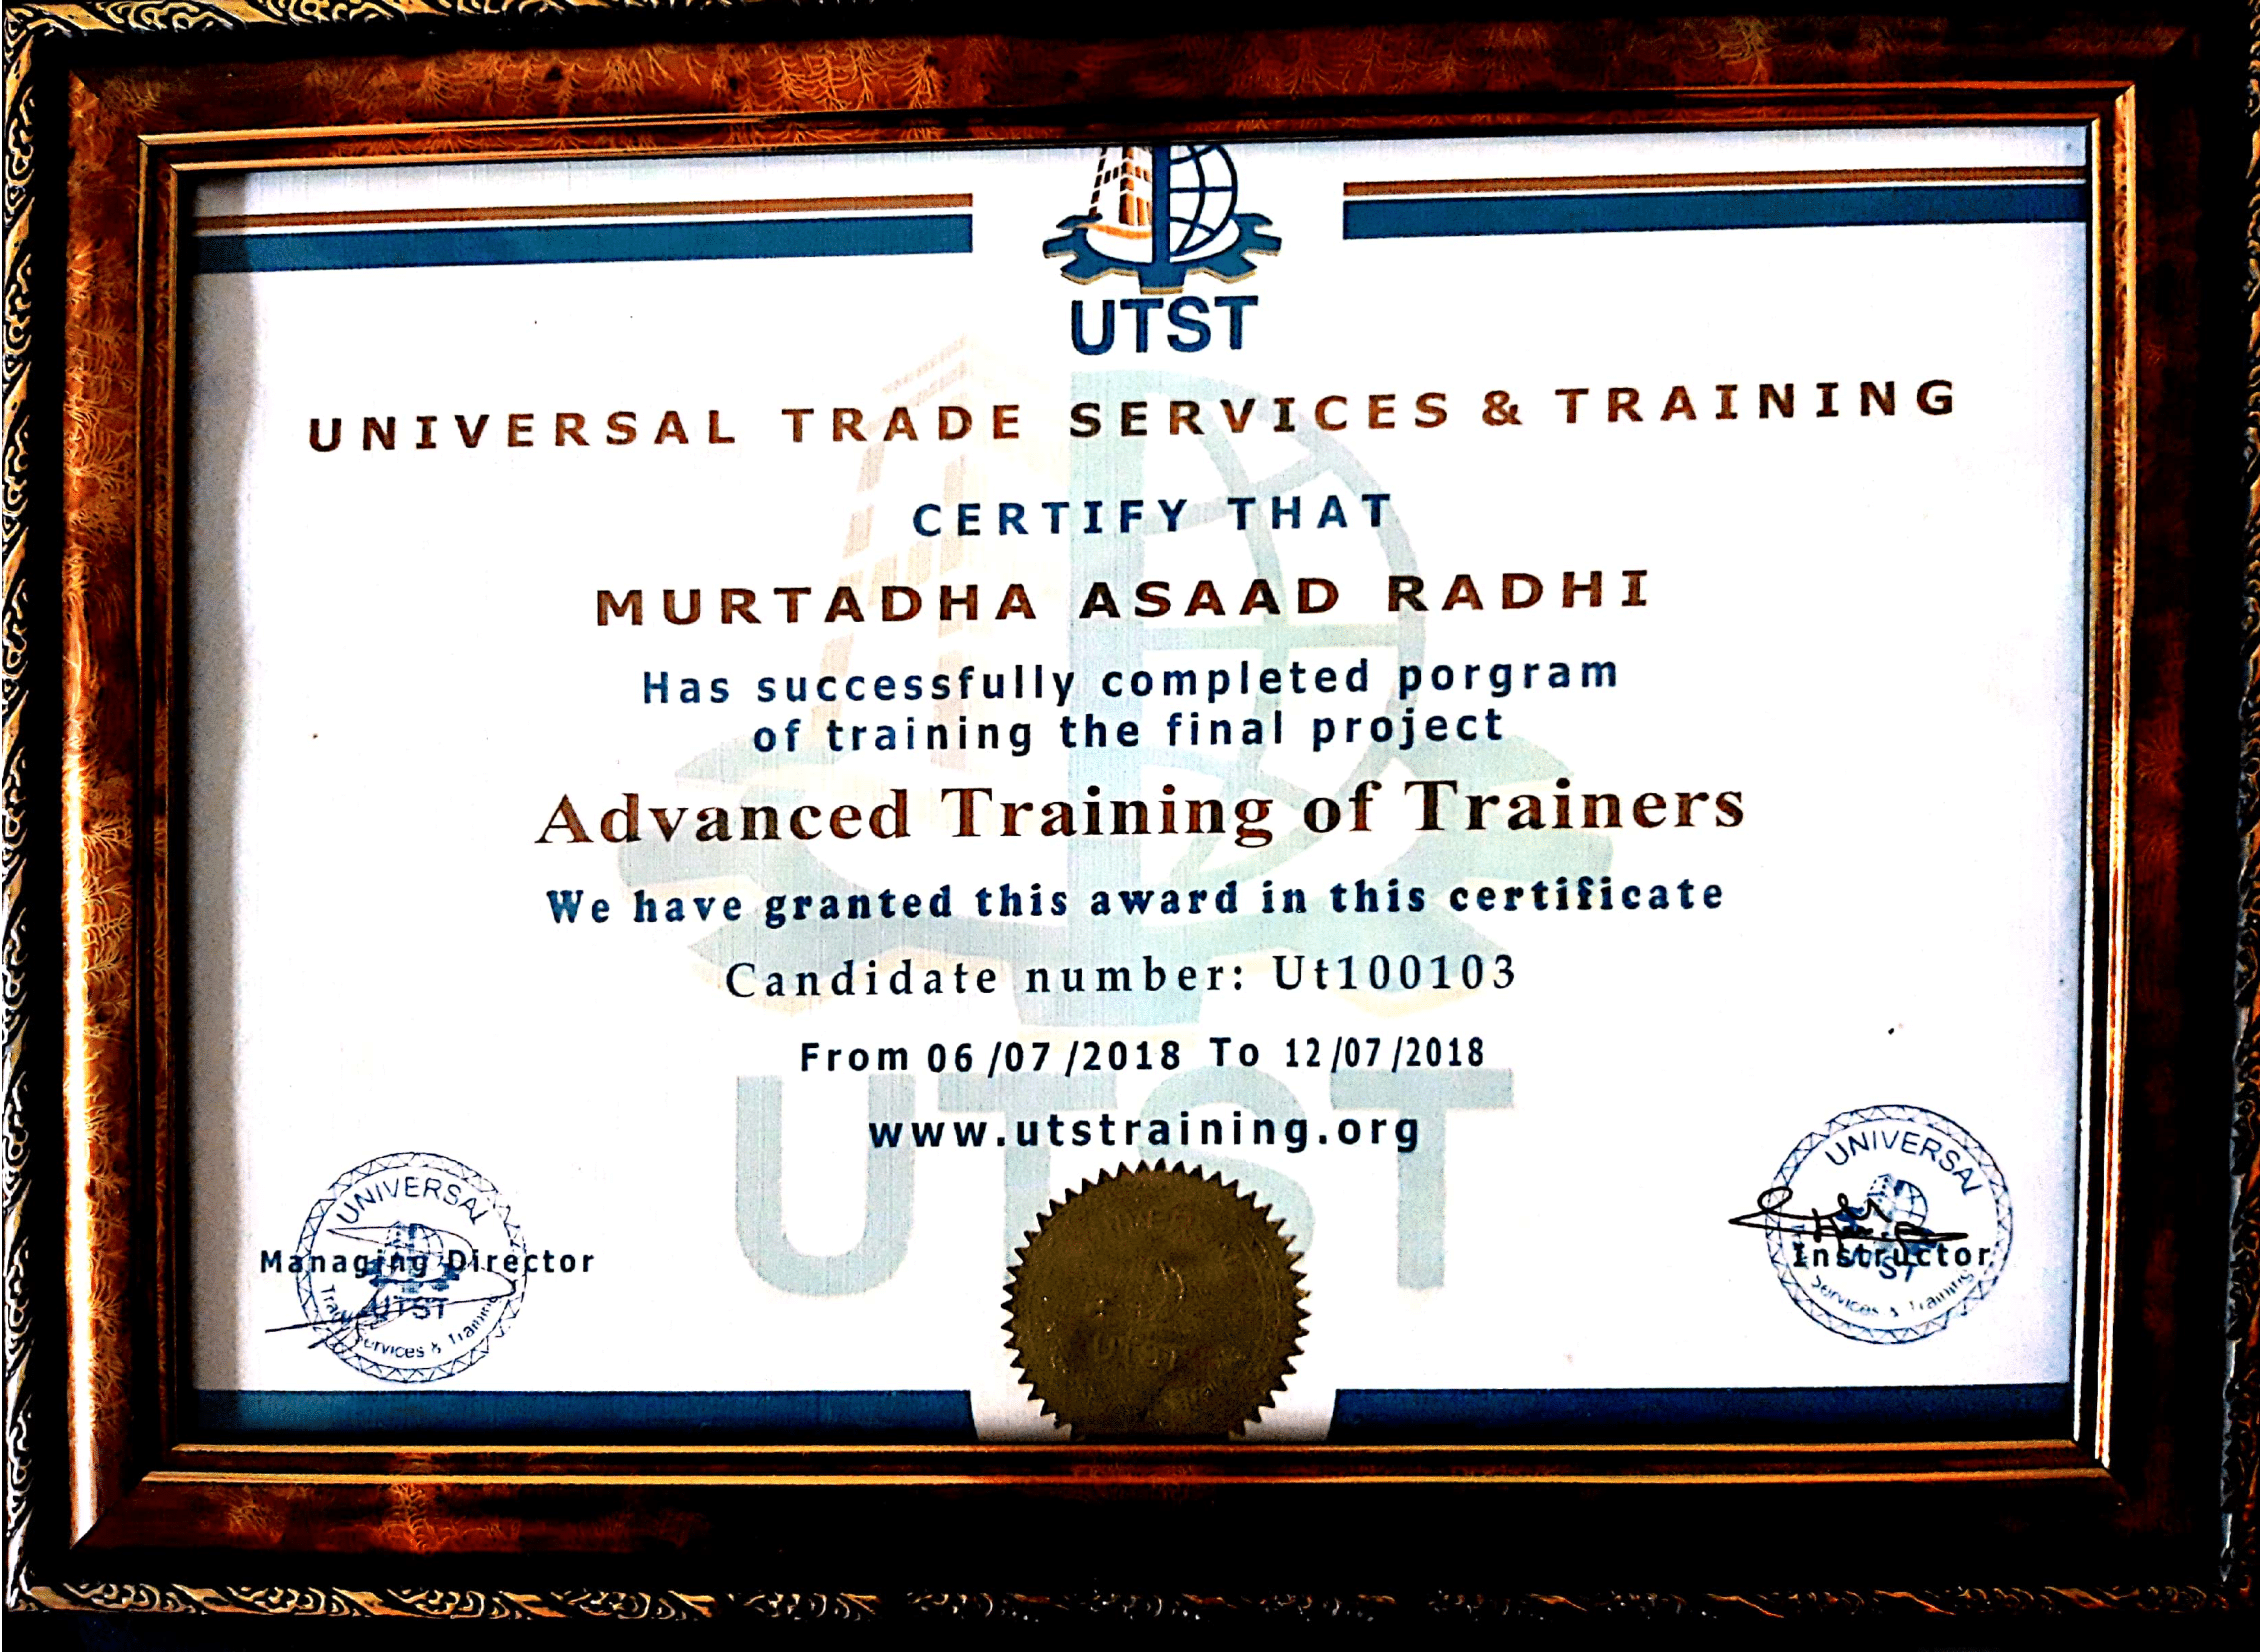 UTST
UNIVERSAL TRADE SERVICES & TRAINING
CERTIFY THAT
MURTADHA ASAAD RADHI
Has successfully completed porgram
of training the final project
Advanced Training of Trainers
We have granted this award in this certificate
Candidate number: Ut100103
From 06 /07 /2018 To 12/07 /2018
www.utstraining.org
UTST
UNIVERSAL
Managing Director
UTST
Services & Training
UTST
UNIVERSAL
Instructor
UTST
Services & Training